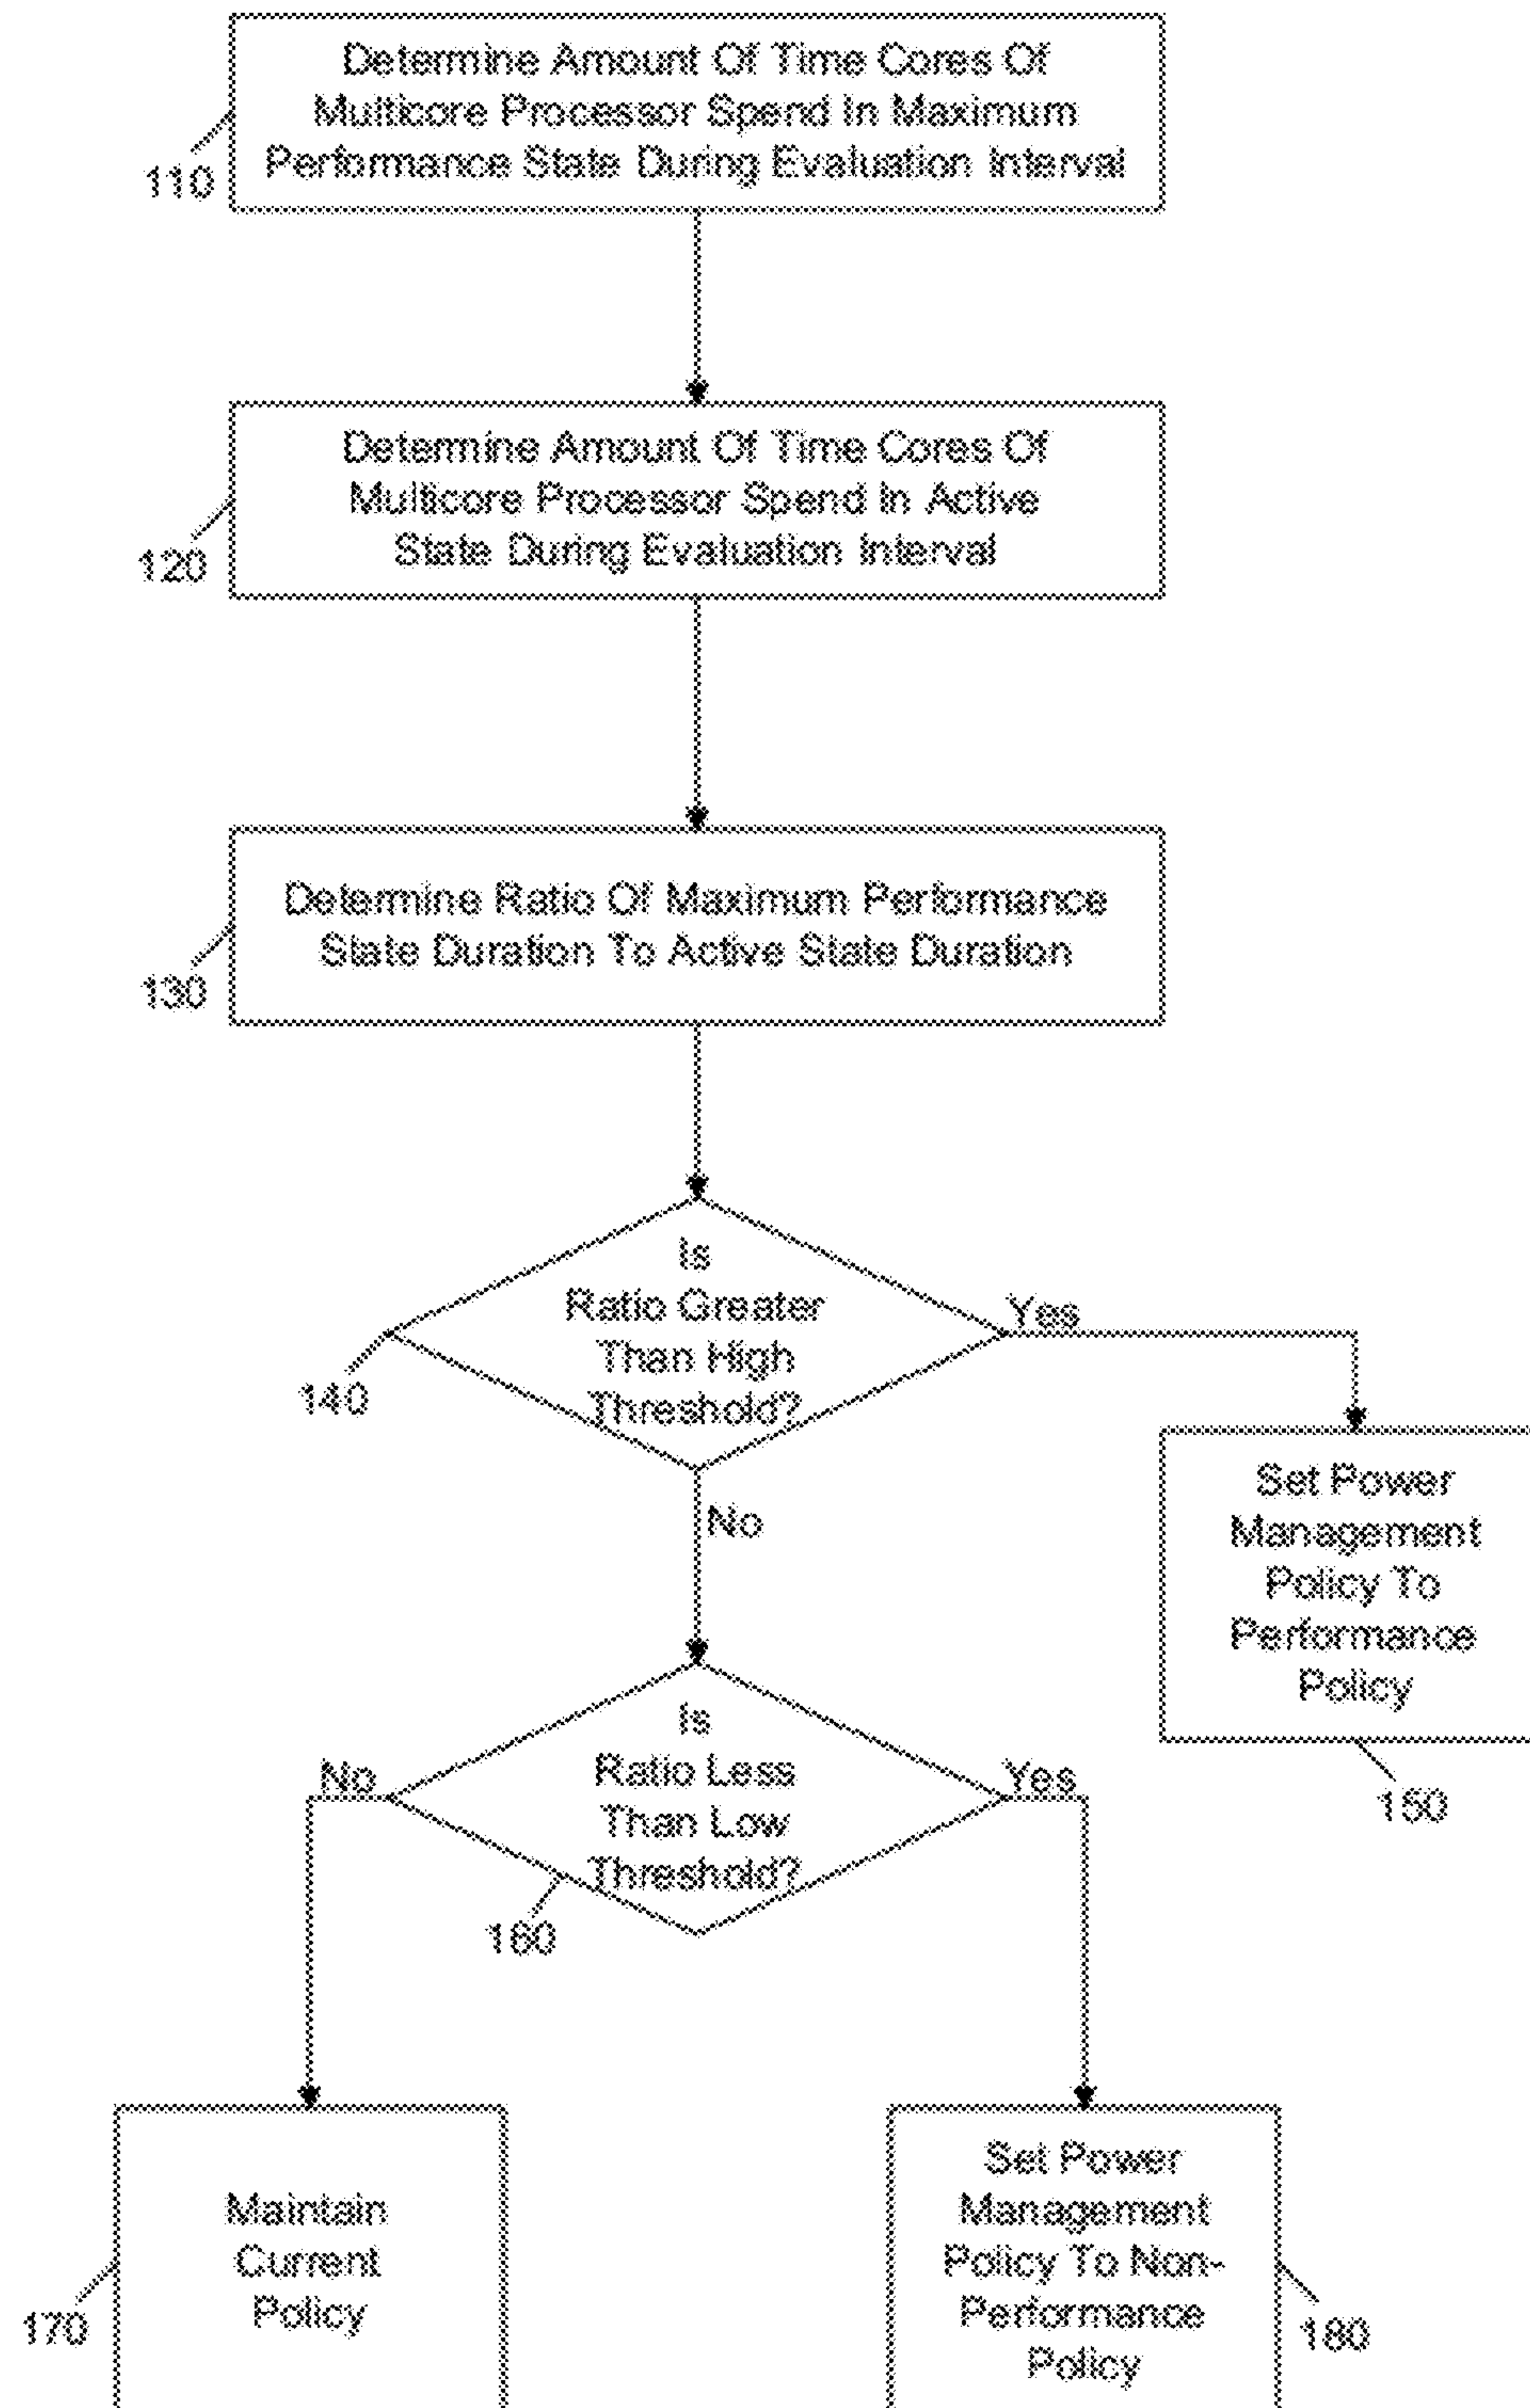 Determine Amount Of Time Cores Of
Multicore Processor Spend In Maximum
Performance State During Evaluation Interval
110
Determine Amount Of Time Cores Of
Multicore Processor Spend In Active
State During Evaluation Interval
120
Determine Ratio Of Maximum Performance
State Duration To Active State Duration
130
Is
Ratio Greater
Than High
Threshold?
Yes
140
No
Set Power
Management
Policy To
Performance
Policy
150
Is
Ratio Less
Than Low
Threshold?
No
Yes
160
Maintain
Current
Policy
170
Set Power
Management
Policy To Non-
Performance
Policy
180